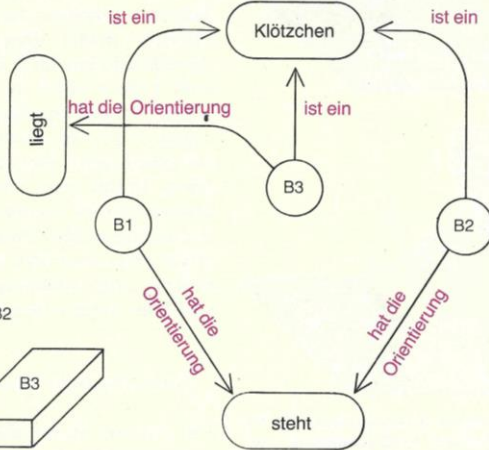 ist ein
Klötzchen
ist ein
liegt
hat die Orientierung
ist ein
B3
B1
B2
hat die
Orientierung
hat die
Orientierung
B3
steht